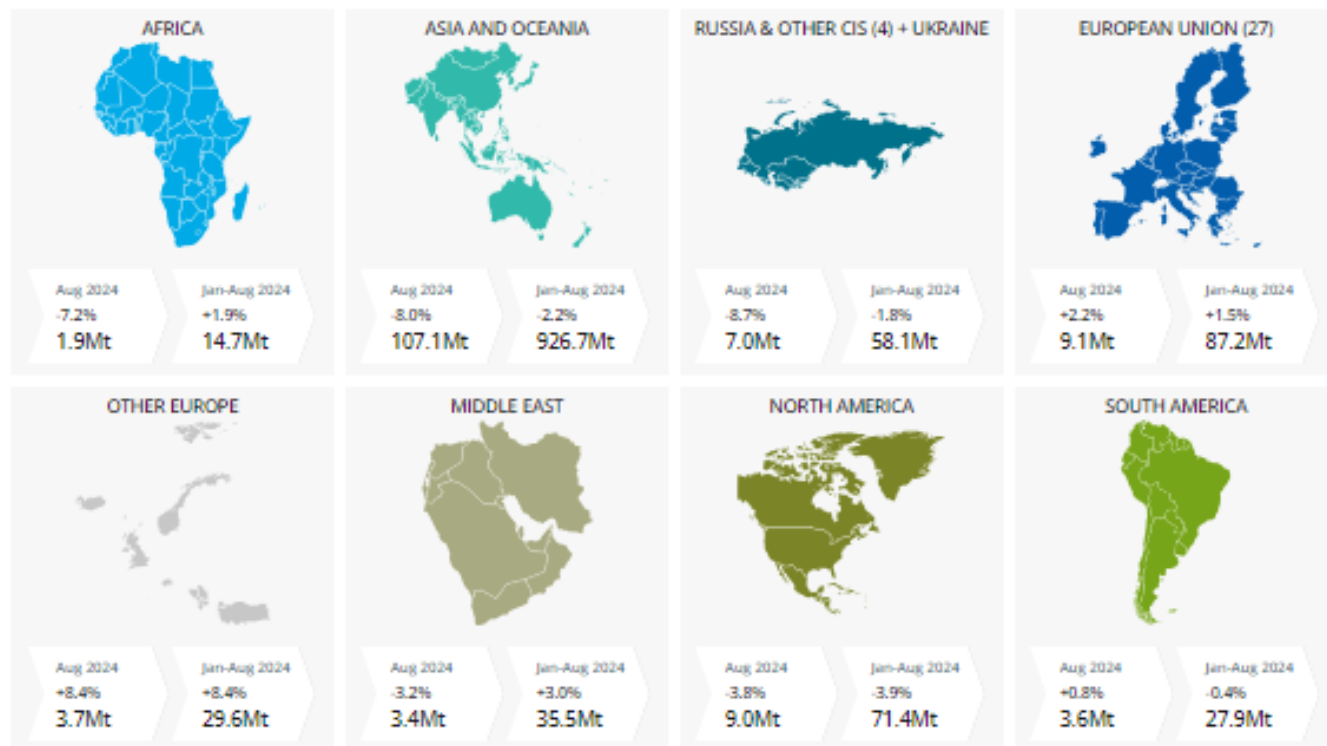 AFRICA
Aug 2024
-7.2%
1.9Mt
Jan-Aug 2024
+1.9%
14.7Mt
ASIA AND OCEANIA
Aug 2024
-8.0%
107.1Mt
Jan-Aug 2024
-2.2%
926.7Mt
RUSSIA & OTHER CIS (4) + UKRAINE
Aug 2024
-8.7%
7.0Mt
Jan-Aug 2024
-1.8%
58.1Mt
EUROPEAN UNION (27)
Aug 2024
+2.2%
9.1Mt
Jan-Aug 2024
+1.5%
87.2Mt
OTHER EUROPE
Aug 2024
+8.4%
3.7Mt
Jan-Aug 2024
+8.4%
29.6Mt
MIDDLE EAST
Aug 2024
-3.2%
3.4Mt
Jan-Aug 2024
+3.0%
35.5Mt
NORTH AMERICA
Aug 2024
-3.8%
9.0Mt
Jan-Aug 2024
-3.9%
71.4Mt
SOUTH AMERICA
Aug 2024
+0.8%
3.6Mt
Jan-Aug 2024
-0.4%
27.9Mt